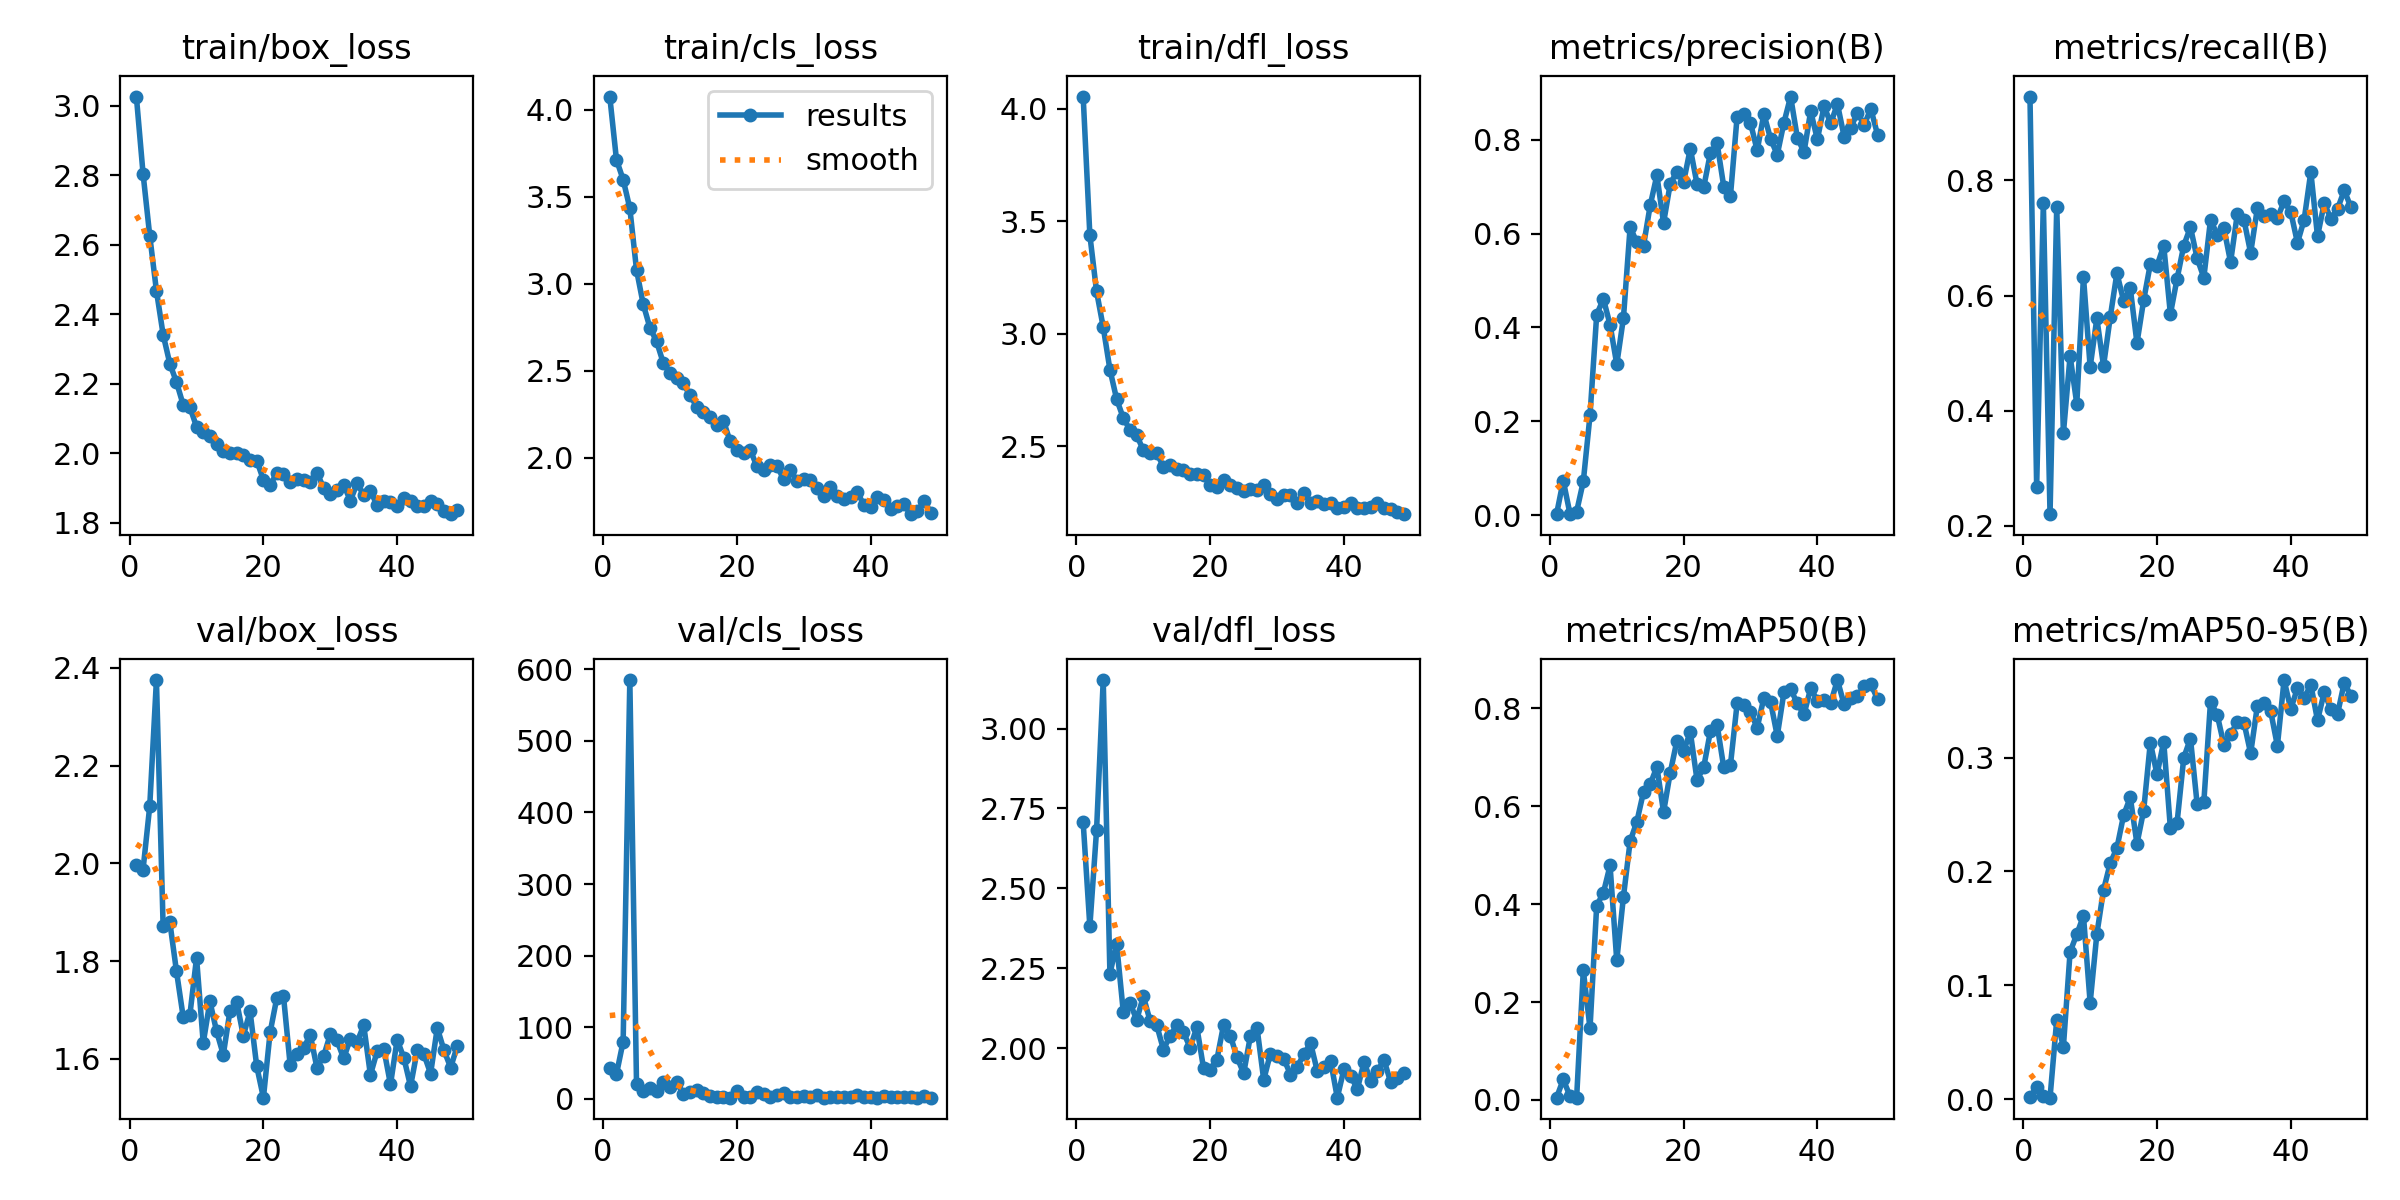 train/box_loss
train/cls_loss
train/dfl_loss
metrics/precision(B)
metrics/recall(B)
3.0
2.8
2.6
2.4
2.2
2.0
1.8
0 20 40
4.0
3.5
3.0
2.5
2.0
0 20 40
results
smooth
4.0
3.5
3.0
2.5
0 20 40
0.8
0.6
0.4
0.2
0.0
0 20 40
0.8
0.6
0.4
0.2
0 20 40
val/box_loss
val/cls_loss
val/dfl_loss
metrics/mAP50(B)
metrics/mAP50-95(B)
2.4
2.2
2.0
1.8
1.6
0 20 40
600
500
400
300
200
100
0
0 20 40
3.00
2.75
2.50
2.25
2.00
0 20 40
0.8
0.6
0.4
0.2
0.0
0 20 40
0.3
0.2
0.1
0.0
0 20 40